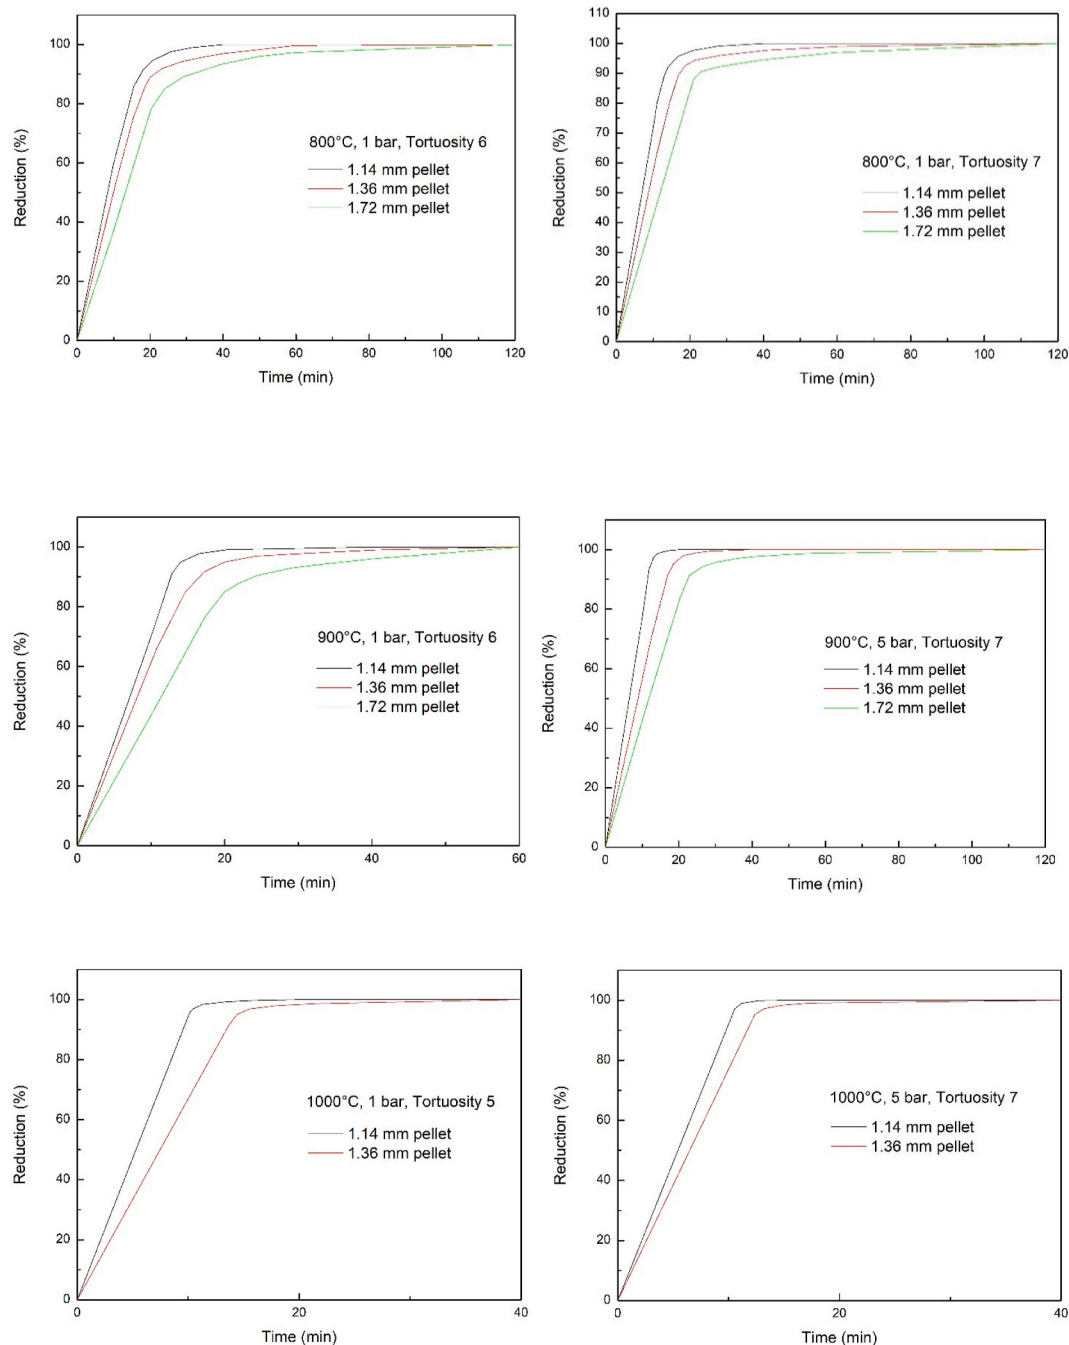 100
80
60
40
20
0
Reduction (%)
800°C, 1 bar, Tortuosity 6
1.14 mm pellet
1.36 mm pellet
1.72 mm pellet
0 20 40 60 80 100 120
Time (min)
110
100
90
80
70
60
50
40
30
20
10
0
Reduction (%)
800°C, 1 bar, Tortuosity 7
1.14 mm pellet
1.36 mm pellet
1.72 mm pellet
0 20 40 60 80 100 120
Time (min)
100
80
60
40
20
0
Reduction (%)
900°C, 1 bar, Tortuosity 6
1.14 mm pellet
1.36 mm pellet
1.72 mm pellet
0 20 40 60
Time (min)
100
80
60
40
20
0
Reduction (%)
900°C, 5 bar, Tortuosity 7
1.14 mm pellet
1.36 mm pellet
1.72 mm pellet
0 20 40 60 80 100 120
Time (min)
100
80
60
40
20
0
Reduction (%)
1000°C, 1 bar, Tortuosity 5
1.14 mm pellet
1.36 mm pellet
0 20 40
Time (min)
100
80
60
40
20
0
Reduction (%)
1000°C, 5 bar, Tortuosity 7
1.14 mm pellet
1.36 mm pellet
0 20 40
Time (min)